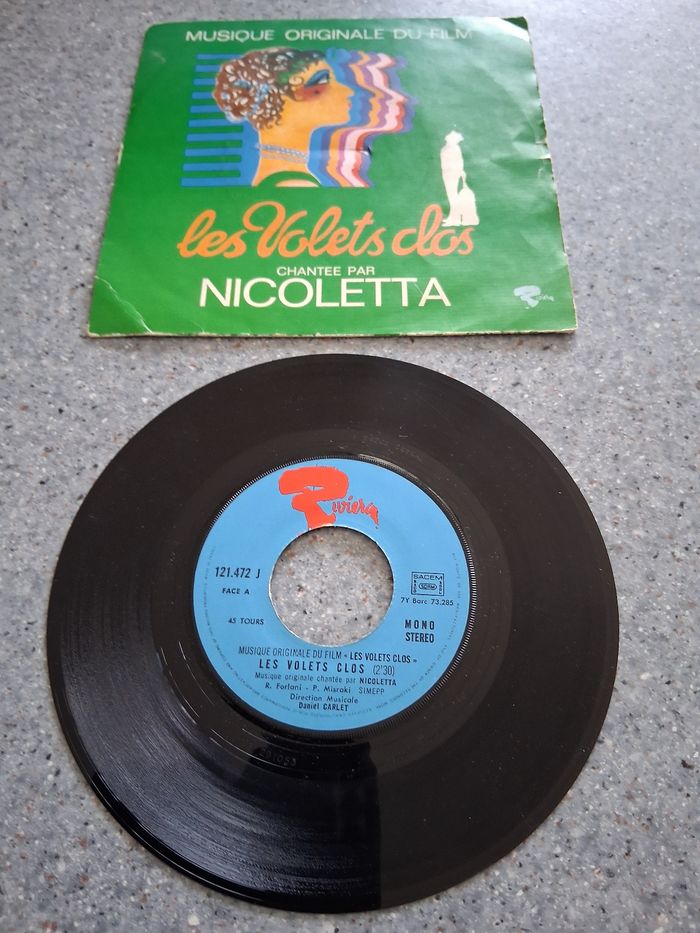 MUSIQUE ORIGINALE DU FILM
les Volets clos
CHANTEE PAR
NICOLETTA
Riviera
Riviera
121.472 J
FACE A
SACEM
SDRM
7Y Barc 73.285
45 TOURS
MONO
STEREO
MUSIQUE ORIGINALE DU FILM « LES VOLETS CLOS »
LES VOLETS CLOS (2'30)
Musique originale chantée par NICOLETTA
R. Forlani - P. Misraki SIMEPP
Direction Musicale
Daniel CARLET